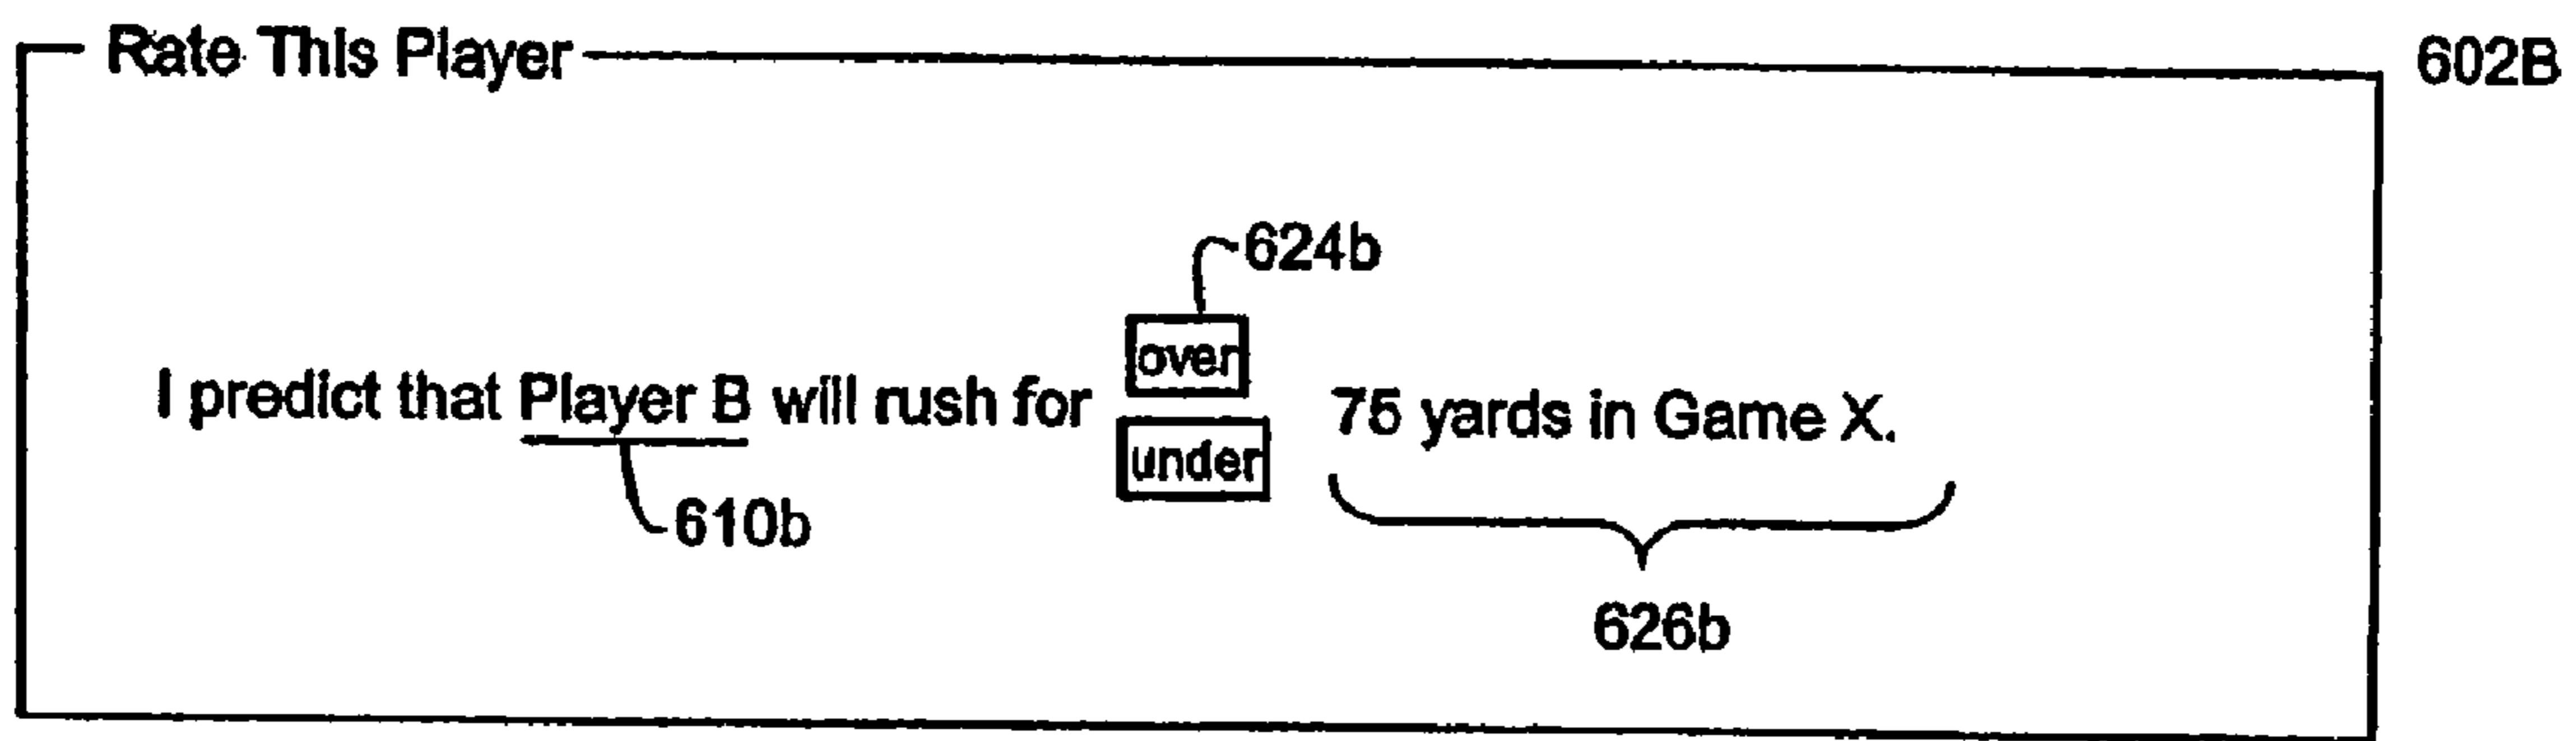 Rate This Player
602B
624b
over
I predict that Player B will rush for
75 yards in Game X.
under
610b
626b